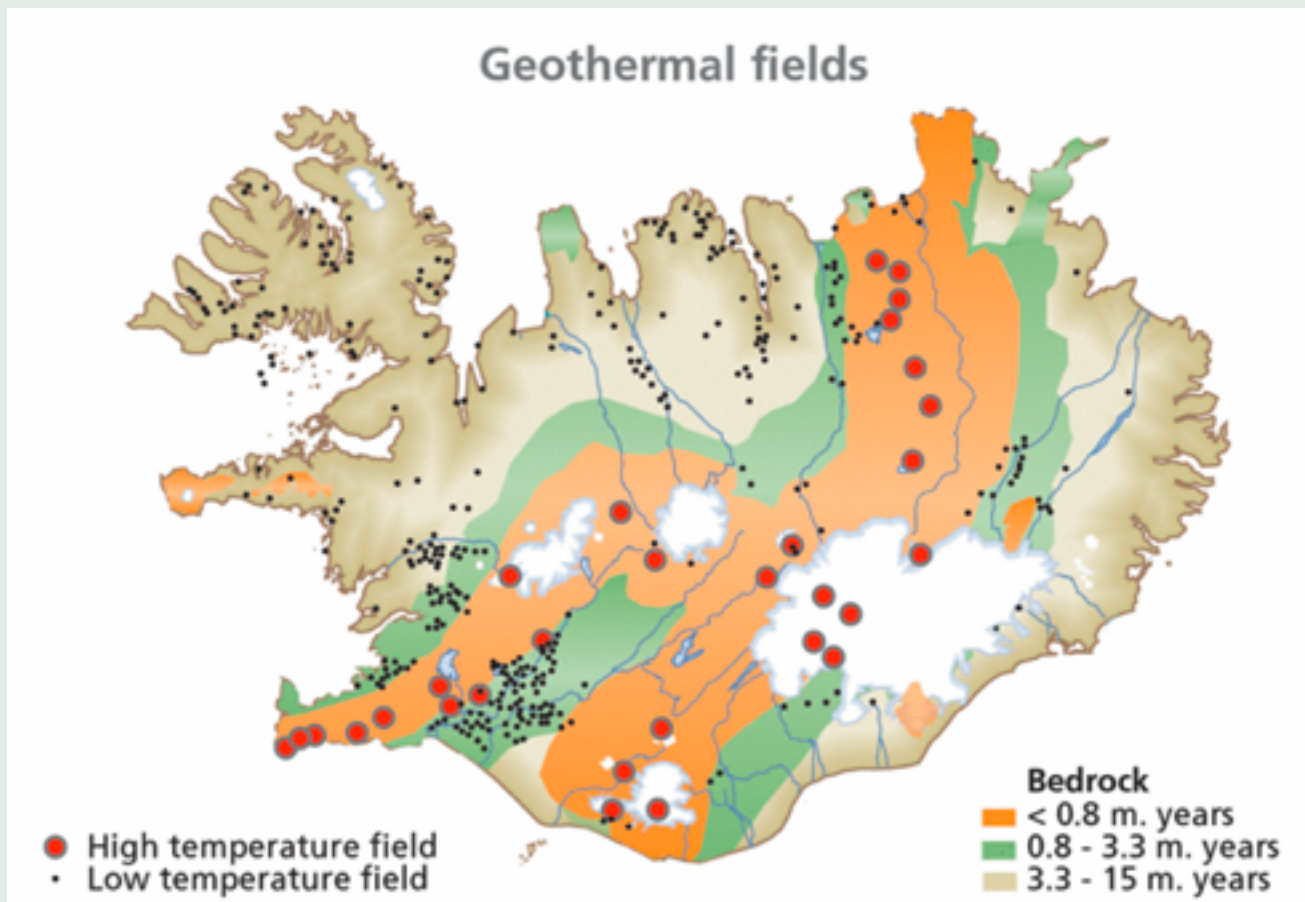 Geothermal fields
High temperature field
Low temperature field
Bedrock
< 0.8 m. years
0.8 - 3.3 m. years
3.3 - 15 m. years